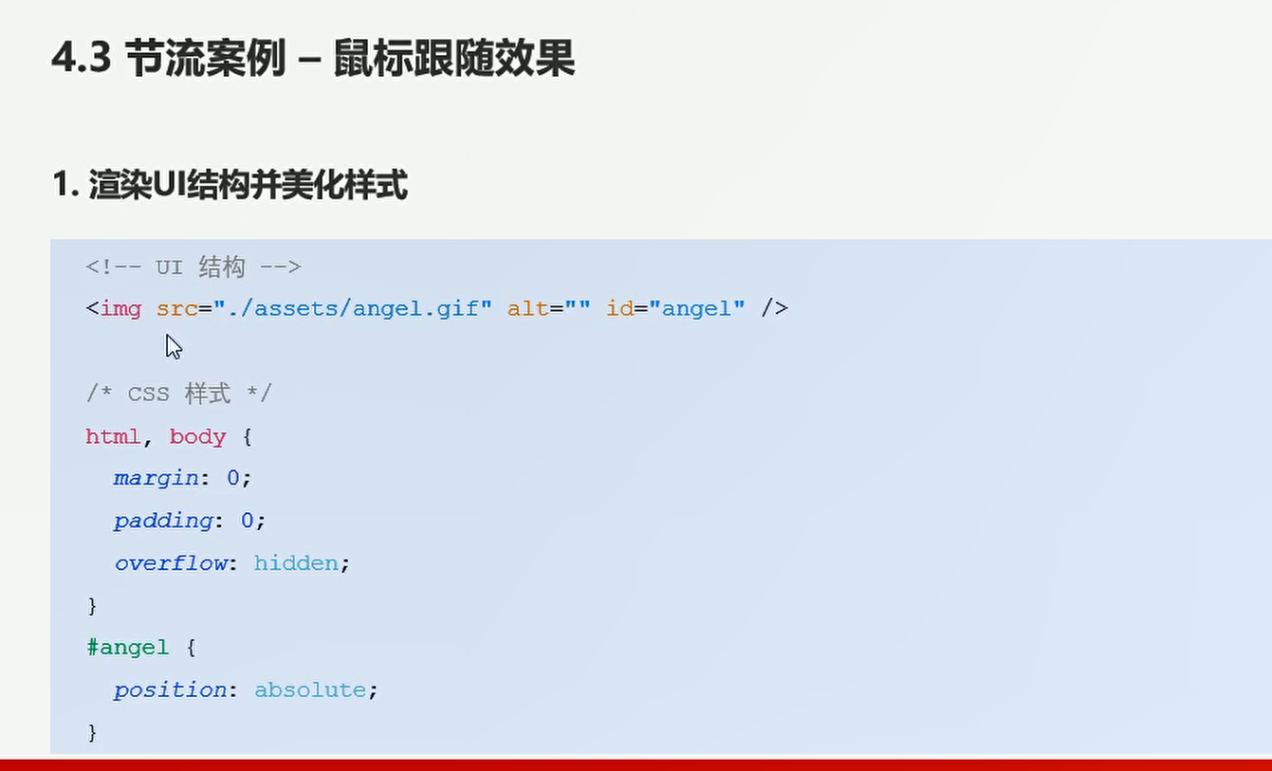 4.3 节流案例 – 鼠标跟随效果
1. 渲染UI结构并美化样式
<!-- UI 结构 -->
<img src="./assets/angel.gif" alt="" id="angel" />
/* CSS 样式 */
html, body {
margin: 0;
padding: 0;
overflow: hidden;
}
#angel {
position: absolute;
}